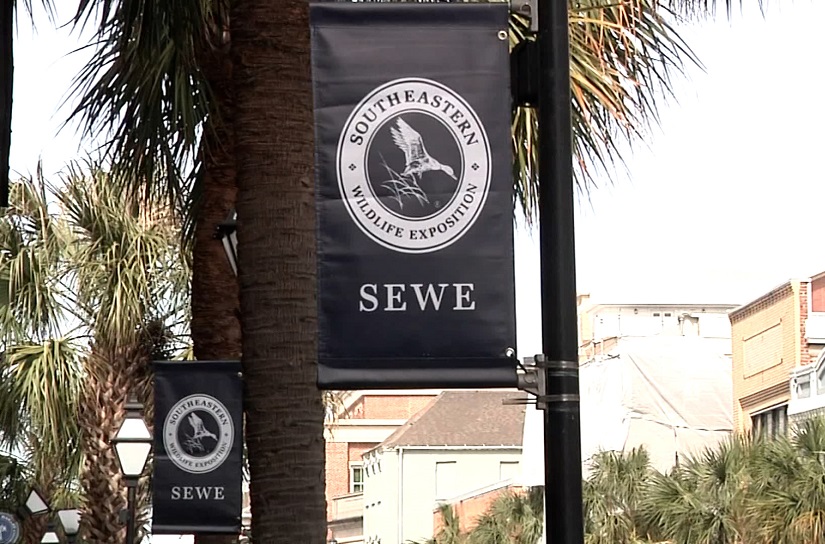 SOUTHEASTERN
WILDLIFE EXPOSITION
SEWE
SOUTHEASTERN
WILDLIFE EXPOSITION
SEWE